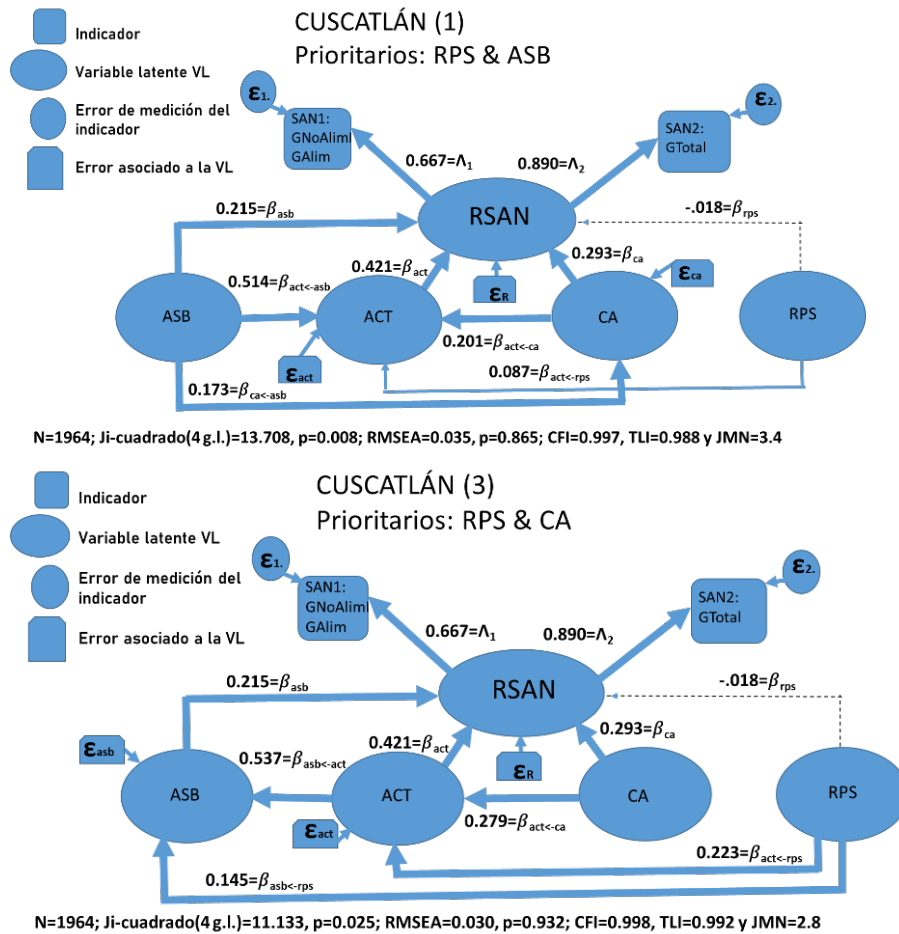 CUSCATLÁN (1)
Prioritarios: RPS & ASB
Indicador
Variable latente VL
Error de medición del
indicador
Error asociado a la VL
ε1.
SAN1:
GNoAliml
GAlim
ε2.
SAN2:
GTotal
0.667=Λ1
0.890=Λ2
RSAN
0.215=βasb
-.018=βrps
0.421=βact
0.293=βca
0.514=βact<-asb
εR
εca
ASB
ACT
CA
RPS
0.201=βact<-ca
εact
0.087=βact<-rps
0.173=βca<-asb
N=1964; Ji-cuadrado(4 g.l.)=13.708, p=0.008; RMSEA=0.035, p=0.865; CFI=0.997, TLI=0.988 y JMN=3.4
CUSCATLÁN (3)
Prioritarios: RPS & CA
Indicador
Variable latente VL
Error de medición del
indicador
Error asociado a la VL
ε1.
SAN1:
GNoAliml
GAlim
ε2.
SAN2:
GTotal
0.667=Λ1
0.890=Λ2
RSAN
0.215=βasb
-.018=βrps
0.421=βact
0.293=βca
εasb
0.537=βasb<-act
εR
ASB
ACT
CA
RPS
0.279=βact<-ca
εact
0.223=βact<-rps
0.145=βasb<-rps
N=1964; Ji-cuadrado(4 g.l.)=11.133, p=0.025; RMSEA=0.030, p=0.932; CFI=0.998, TLI=0.992 y JMN=2.8